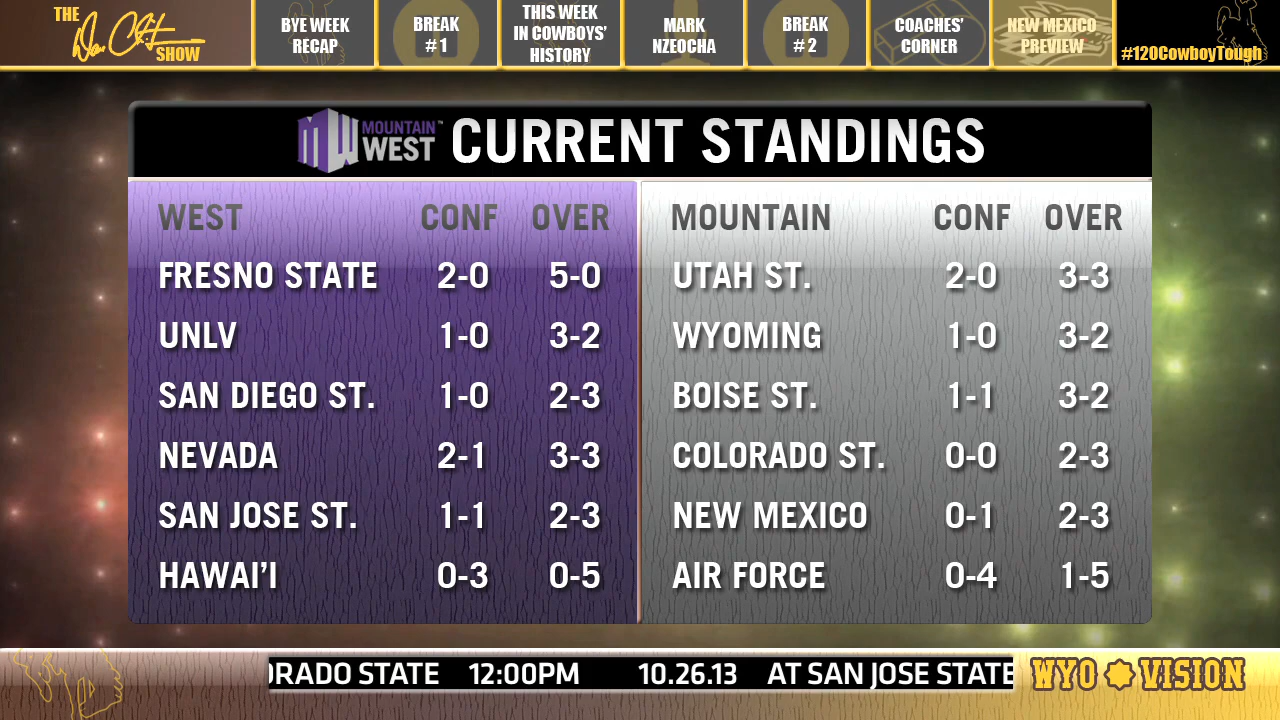 THE
SHOW
BYE WEEK
RECAP
BREAK
#1
THIS WEEK
IN COWBOYS'
HISTORY
MARK
NZEOCHA
BREAK
#2
COACHES'
CORNER
NEW MEXICO
PREVIEW
#120CowboyTough
MW MOUNTAIN WEST™ CURRENT STANDINGS
WEST CONF OVER
FRESNO STATE 2-0 5-0
UNLV 1-0 3-2
SAN DIEGO ST. 1-0 2-3
NEVADA 2-1 3-3
SAN JOSE ST. 1-1 2-3
HAWAI'I 0-3 0-5
MOUNTAIN CONF OVER
UTAH ST. 2-0 3-3
WYOMING 1-0 3-2
BOISE ST. 1-1 3-2
COLORADO ST. 0-0 2-3
NEW MEXICO 0-1 2-3
AIR FORCE 0-4 1-5
ORADO STATE 12:00PM 10.26.13 AT SAN JOSE STATE
WYO VISION